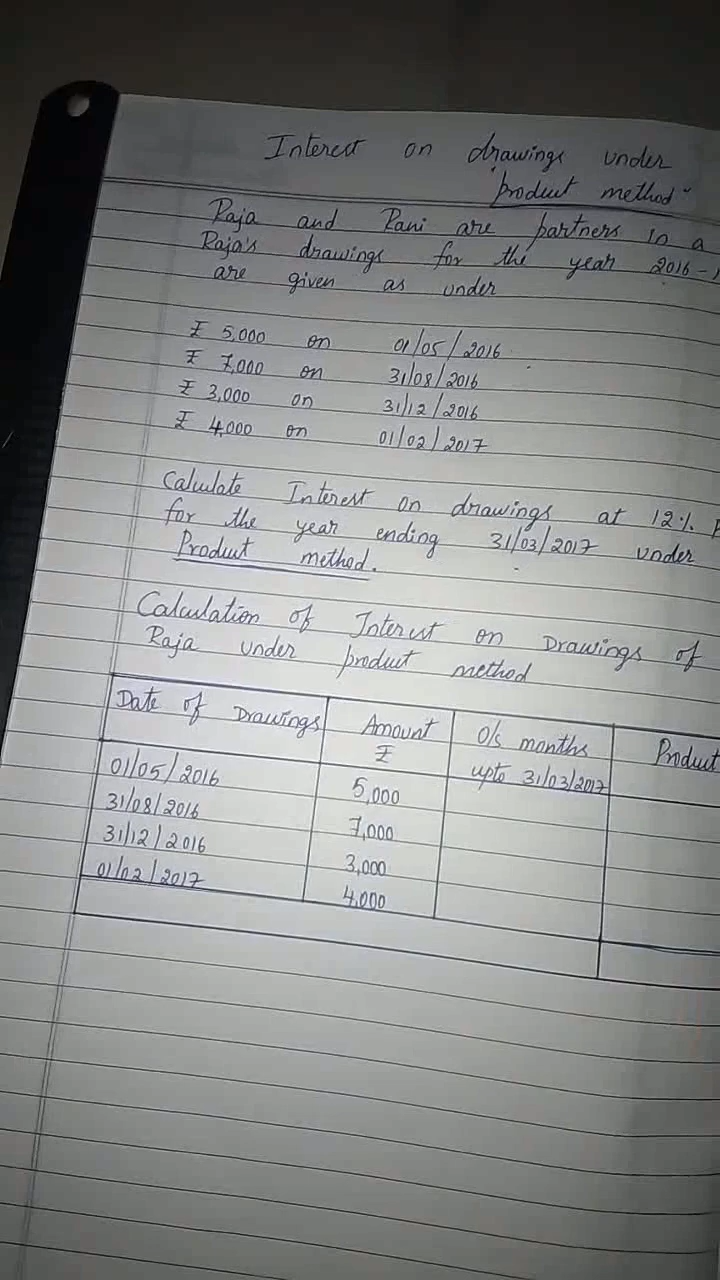 Interest on drawings under
"product method"
Raja and Rani are partners in a
Raja's drawings for the year 2016-
are given as under
₹ 5,000 on 01/05/2016
₹ 7,000 on 31/08/2016
₹ 3,000 on 31/12/2016
₹ 4,000 on 01/02/2017
Calculate Interest on drawings at 12%
for the year ending 31/03/2017 under
Product method.
Calculation of Interest on Drawings of
Raja under product method
Date of Drawings Amount ₹ O/s months upto 31/03/2017 Product
01/05/2016 5,000
31/08/2016 7,000
31/12/2016 3,000
01/02/2017 4,000